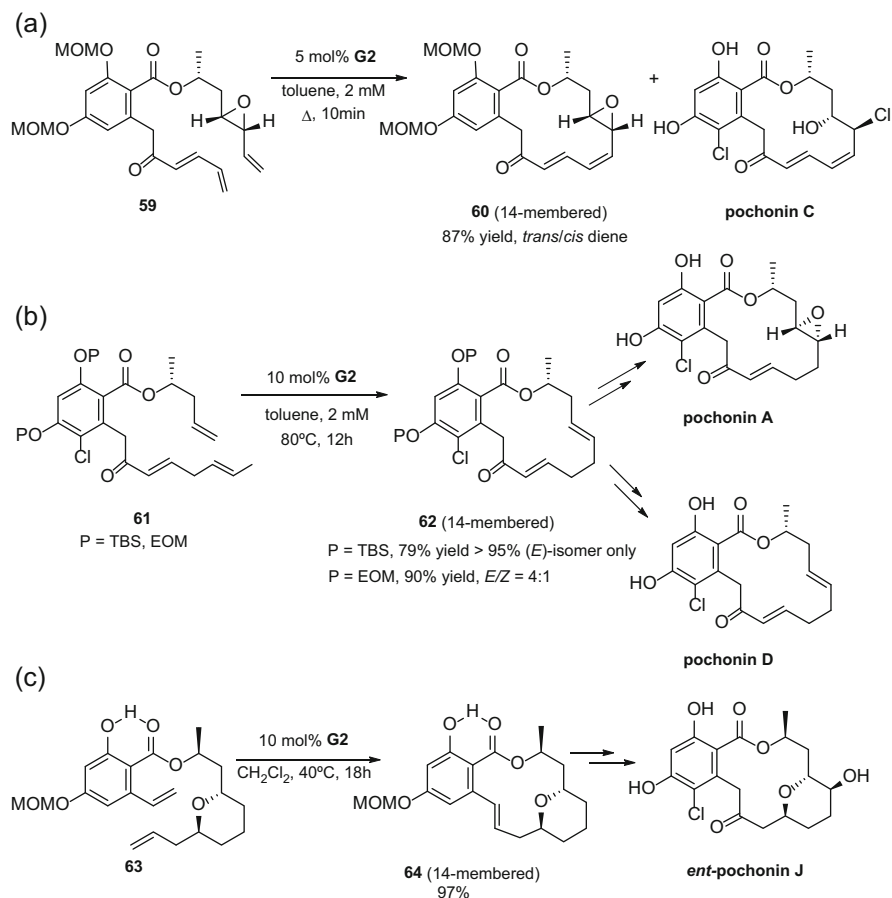 (a)
MOMO
O
O
MOMO
O
H
O
H
59
5 mol% G2
toluene, 2 mM
Δ, 10min
MOMO
O
O
MOMO
O
H
O
H
60 (14-membered)
87% yield, trans/cis diene
+
OH
O
O
HO
Cl
O
HO
Cl
pochonin C
(b)
OP
O
O
PO
Cl
O
61
P = TBS, EOM
10 mol% G2
toluene, 2 mM
80ºC, 12h
OP
O
O
PO
Cl
O
62 (14-membered)
P = TBS, 79% yield > 95% (E)-isomer only
P = EOM, 90% yield, E/Z = 4:1
OH
O
O
HO
Cl
O
H
O
H
pochonin A
OH
O
O
HO
Cl
O
pochonin D
(c)
O
H
O
O
MOMO
O
63
10 mol% G2
CH2Cl2, 40ºC, 18h
O
H
O
O
MOMO
O
64 (14-membered)
97%
OH
O
O
HO
Cl
O
O
OH
ent-pochonin J